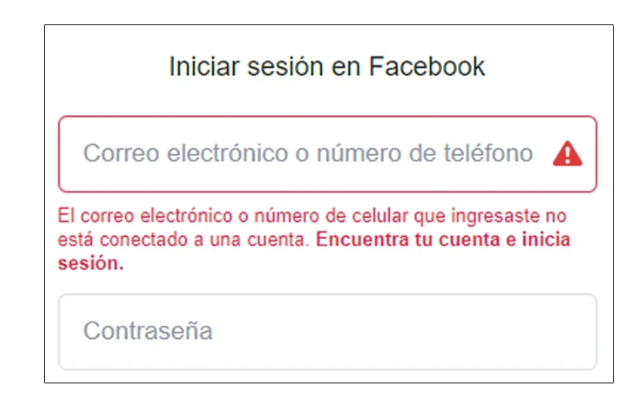 Iniciar sesión en Facebook
Correo electrónico o número de teléfono
El correo electrónico o número de celular que ingresaste no
está conectado a una cuenta. Encuentra tu cuenta e inicia
sesión.
Contraseña